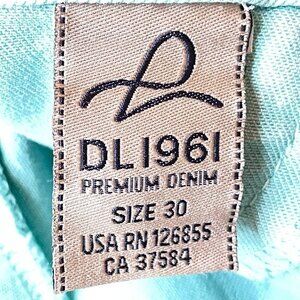 DL1961
PREMIUM DENIM
SIZE 30
USA RN 126855
CA 37584